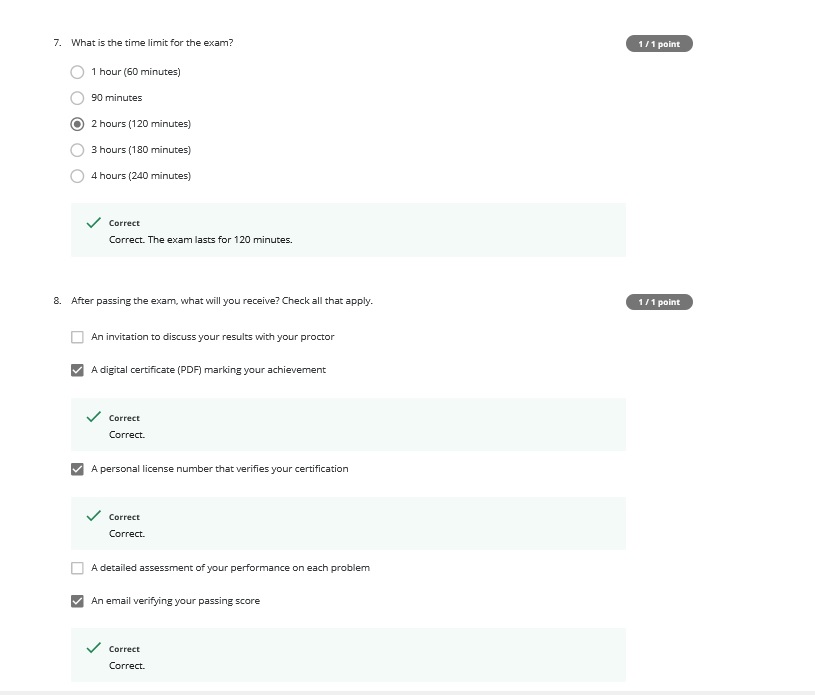 7. What is the time limit for the exam?
1 / 1 point
1 hour (60 minutes)
90 minutes
2 hours (120 minutes)
3 hours (180 minutes)
4 hours (240 minutes)
Correct
Correct. The exam lasts for 120 minutes.
8. After passing the exam, what will you receive? Check all that apply.
1 / 1 point
An invitation to discuss your results with your proctor
A digital certificate (PDF) marking your achievement
Correct
Correct.
A personal license number that verifies your certification
Correct
Correct.
A detailed assessment of your performance on each problem
An email verifying your passing score
Correct
Correct.